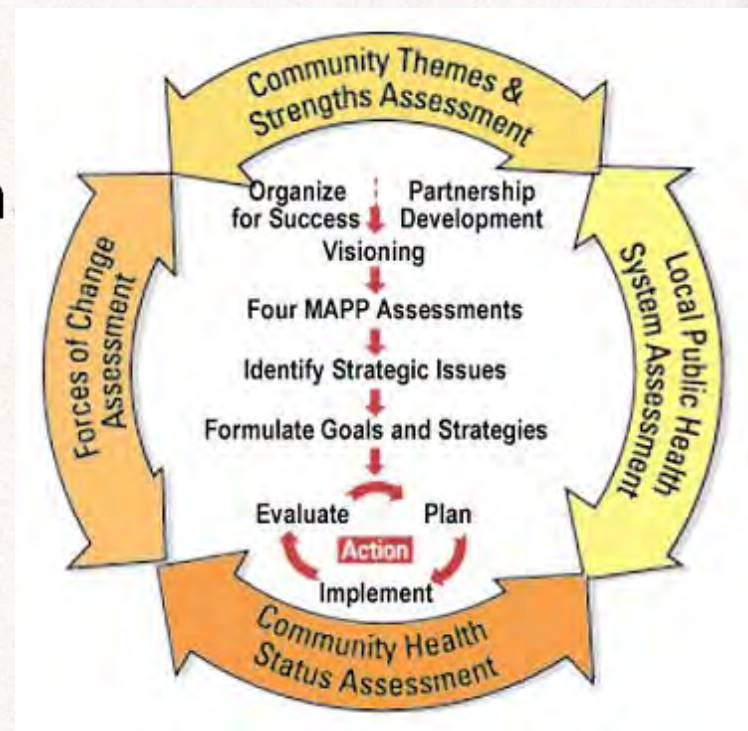 Community Themes &
Strengths Assessment
n
Organize
for Success
Partnership
Development
Visioning
Four MAPP Assessments
Identify Strategic Issues
Formulate Goals and Strategies
Evaluate
Plan
Action
Implement
Forces of Change
Assessment
Local Public Health
System Assessment
Community Health
Status Assessment